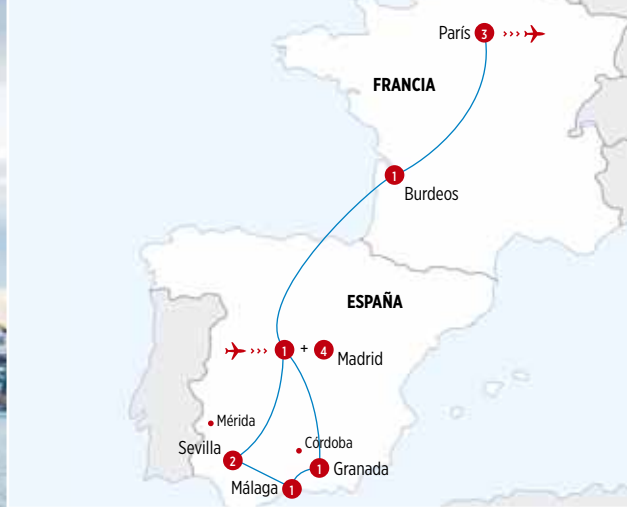 París 3
FRANCIA
1
Burdeos
ESPAÑA
1 + 4 Madrid
Mérida
Córdoba
Sevilla
2
1 Granada
Málaga 1